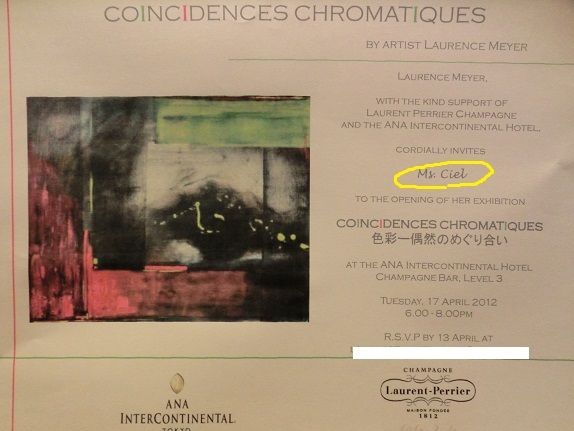 COINCIDENCES CHROMATIQUES
BY ARTIST LAURENCE MEYER
LAURENCE MEYER,
WITH THE KIND SUPPORT OF
LAURENT PERRIER CHAMPAGNE
AND THE ANA INTERCONTINENTAL HOTEL,
CORDIALLY INVITES
Ms. Ciel
TO THE OPENING OF HER EXHIBITION
COINCIDENCES CHROMATIQUES
色彩一偶然のめぐり合い
AT THE ANA INTERCONTINENTAL HOTEL
CHAMPAGNE BAR, LEVEL 3
TUESDAY, 17 APRIL 2012
6.00 - 8.00PM
R.S.V.P BY 13 APRIL AT
ANA
INTERCONTINENTAL
TOKYO
CHAMPAGNE
Laurent-Perrier
MAISON FONDÉE
1812